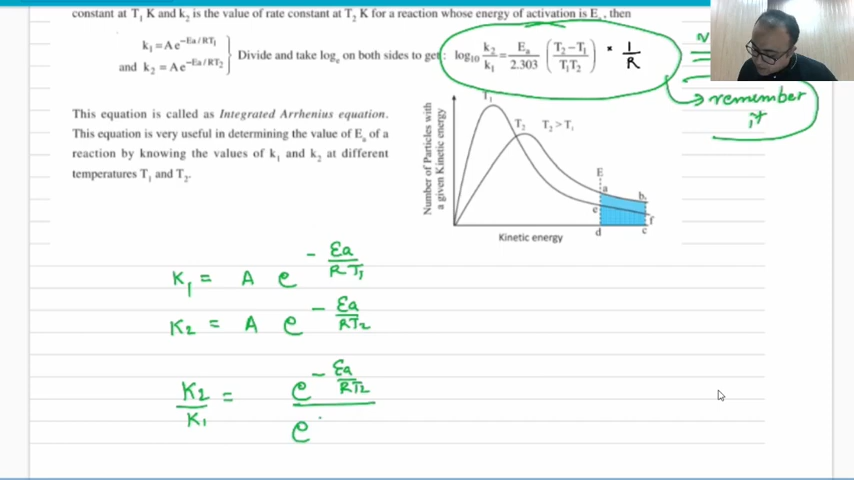 constant at T₁ K and k₂ is the value of rate constant at T₂ K for a reaction whose energy of activation is Eₐ, then
k₁ = A e^(–Ea/RT₁)
and k₂ = A e^(–Ea/RT₂)
Divide and take logₑ on both sides to get: log₁₀ k₂/k₁ = Eₐ/2.303 (T₂ – T₁ / T₁T₂) * 1/R
remember
it
This equation is called as Integrated Arrhenius equation.
This equation is very useful in determining the value of Eₐ of a
reaction by knowing the values of k₁ and k₂ at different
temperatures T₁ and T₂.
Number of Particles with
a given Kinetic energy
T₁
T₂ T₂ > T₁
E
a
b
e
f
d
c
Kinetic energy
K₁ = A e^(– Ea/RT₁)
K₂ = A e^(– Ea/RT₂)
K₂/K₁ = e^(– Ea/RT₂) / e